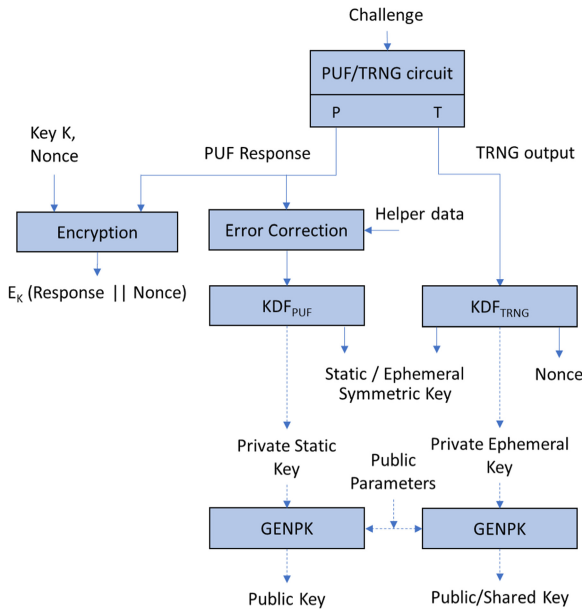 Challenge
PUF/TRNG circuit
P T
Key K,
Nonce
PUF Response
TRNG output
Encryption
Error Correction
Helper data
E_K (Response || Nonce)
KDF_PUF
KDF_TRNG
Static / Ephemeral
Symmetric Key
Nonce
Private Static
Key
Public
Parameters
Private Ephemeral
Key
GENPK
GENPK
Public Key
Public/Shared Key